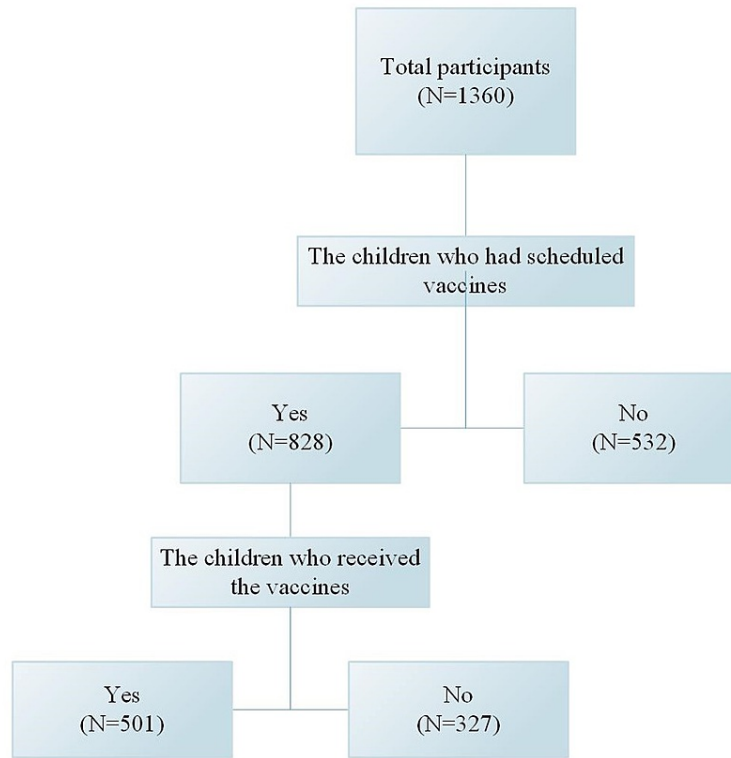 Total participants
(N=1360)
The children who had scheduled
vaccines
Yes
(N=828)
No
(N=532)
The children who received
the vaccines
Yes
(N=501)
No
(N=327)